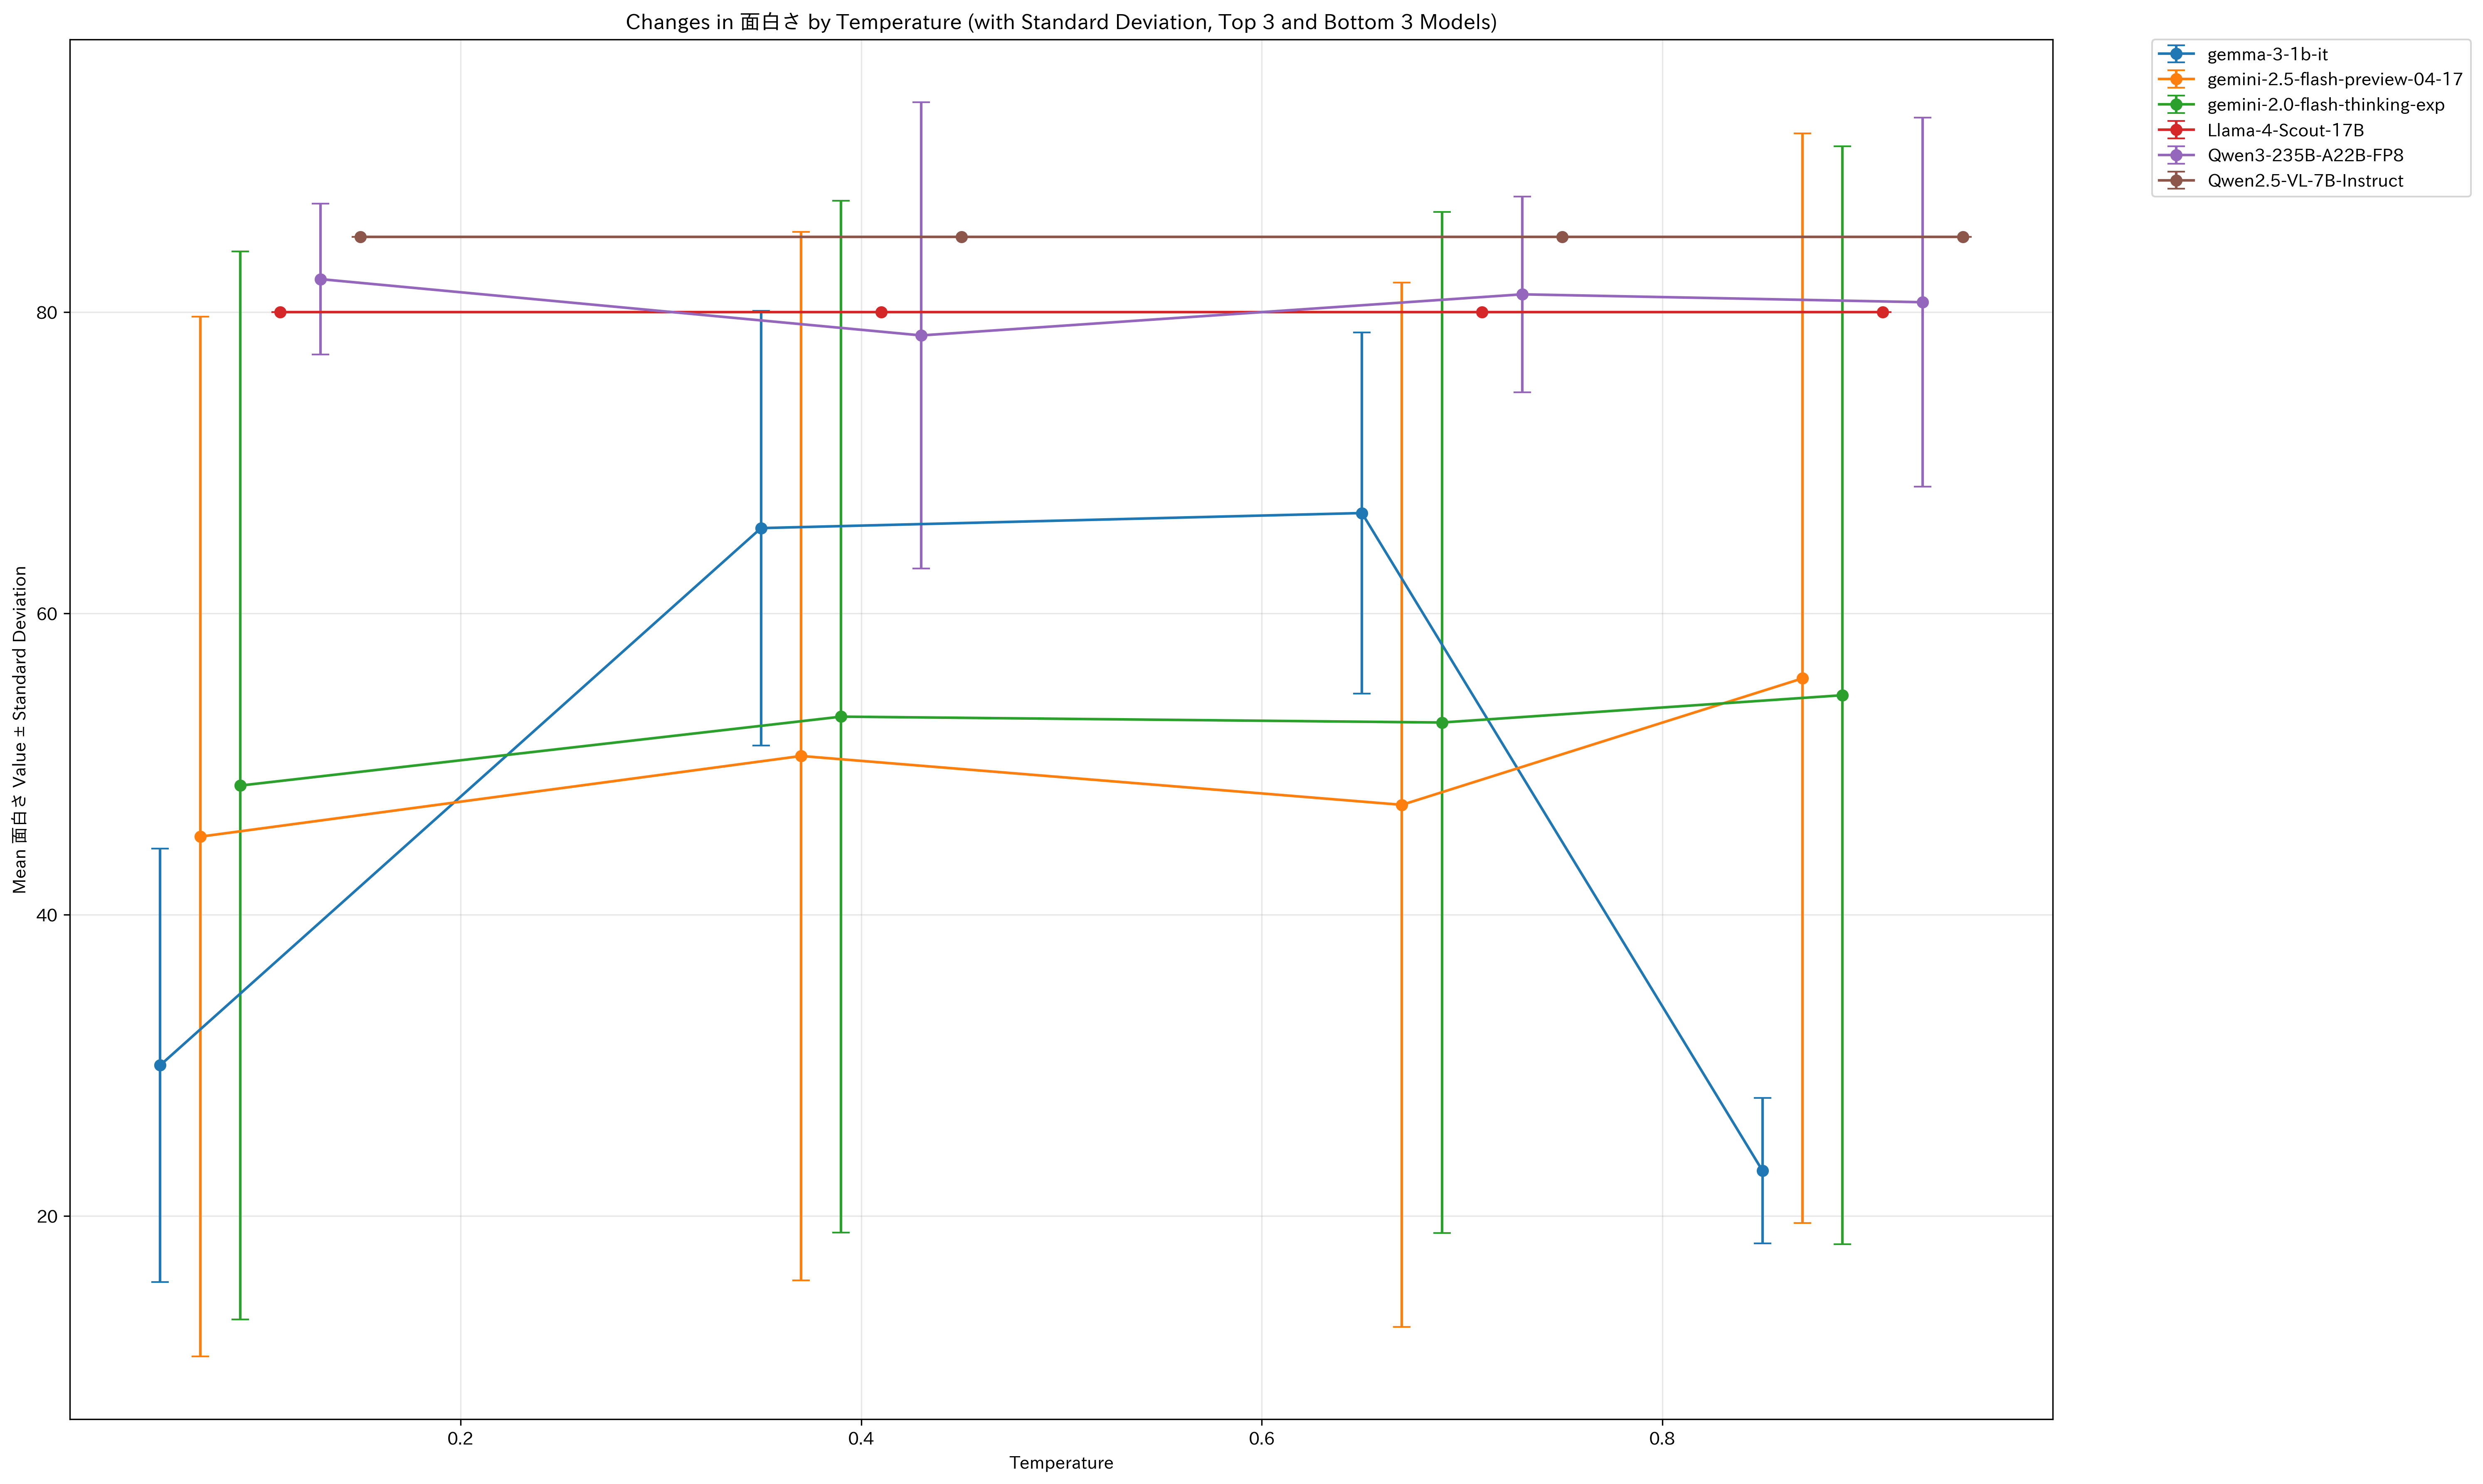 Changes in 面白さ by Temperature (with Standard Deviation, Top 3 and Bottom 3 Models)
gemma-3-1b-it
gemini-2.5-flash-preview-04-17
gemini-2.0-flash-thinking-exp
Llama-4-Scout-17B
Qwen3-235B-A22B-FP8
Qwen2.5-VL-7B-Instruct
Mean 面白さ Value ± Standard Deviation
80
60
40
20
0.2
0.4
0.6
0.8
Temperature